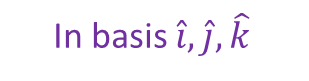 In basis î, ĵ, k̂